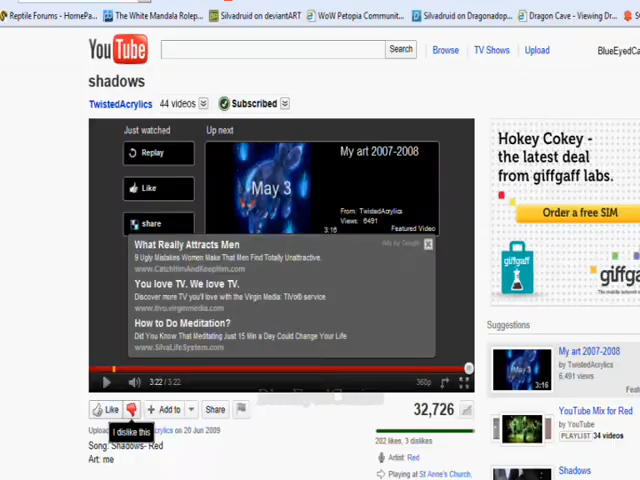 Reptile Forums - HomePa... The White Mandala Rolep... Silvadruid on deviantART WoW Petopia Communit... Silvadruid on Dragonadop... Dragon Cave - Viewing Dr...
YouTube Search Browse TV Shows Upload BlueEyedCa
shadows
TwistedAcrylics 44 videos Subscribed
Just watched Up next
Replay
Like
share
May 3
My art 2007-2008
From: TwistedAcrylics
Views: 6491
3:16 Featured Video
What Really Attracts Men Ads by Google
9 Ugly Mistakes Women Make That Men Find Totally Unattractive.
www.CatchHimAndKeepHim.com
You love TV. We love TV.
Discover more TV you'll love with the Virgin Media: TiVo® service
www.tivo.virginmedia.com
How to Do Meditation?
Did You Know That Meditating Just 15 Min a Day Could Change Your Life
www.SilvaLifeSystem.com
3:22 / 3:22 360p
Like Add to Share 32,726
I dislike this
on 20 Jun 2009
Song: Shadows- Red
Art: me
202 likes, 3 dislikes
Artist: Red
Playing at St Anne's Church,
Hokey Cokey -
the latest deal
from giffgaff labs.
Order a free SIM
giffgaff
giffg
Suggestions
My art 2007-2008
by TwistedAcrylics
6,491 views
May 3
3:16
YouTube Mix for Red
by YouTube
PLAYLIST 34 videos
Shadows